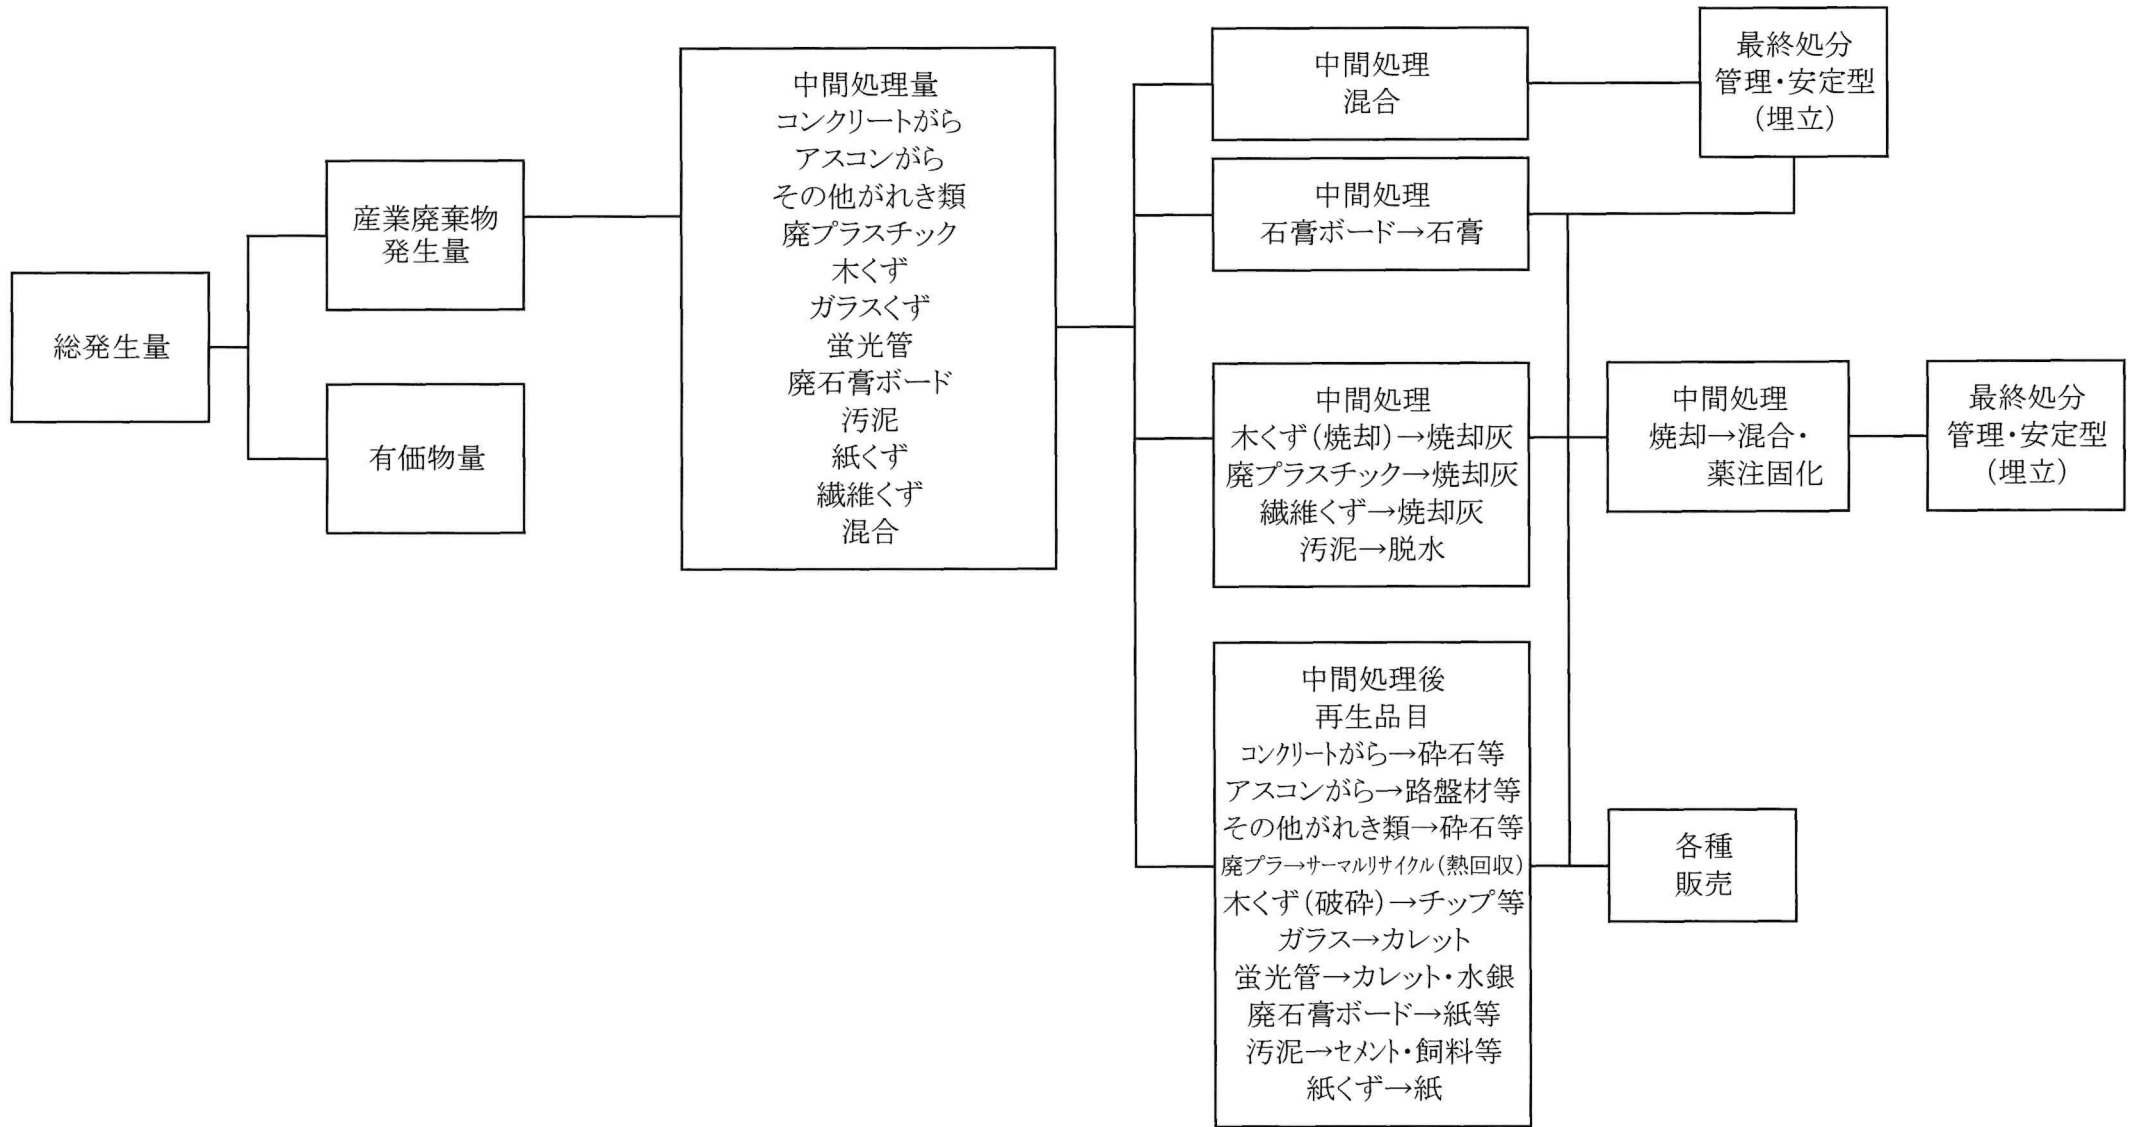 総発生量
産業廃棄物
発生量
有価物量
中間処理量
コンクリートがら
アスコンがら
その他がれき類
廃プラスチック
木くず
ガラスくず
蛍光管
廃石膏ボード
汚泥
紙くず
繊維くず
混合
中間処理
混合
最終処分
管理・安定型
(埋立)
中間処理
石膏ボード→石膏
中間処理
木くず(焼却)→焼却灰
廃プラスチック→焼却灰
繊維くず→焼却灰
汚泥→脱水
中間処理
焼却→混合・
薬注固化
最終処分
管理・安定型
(埋立)
中間処理後
再生品目
コンクリートがら→砕石等
アスコンがら→路盤材等
その他がれき類→砕石等
廃プラ→サーマルリサイクル(熱回収)
木くず(破砕)→チップ等
ガラス→カレット
蛍光管→カレット・水銀
廃石膏ボード→紙等
汚泥→セメント・飼料等
紙くず→紙
各種
販売